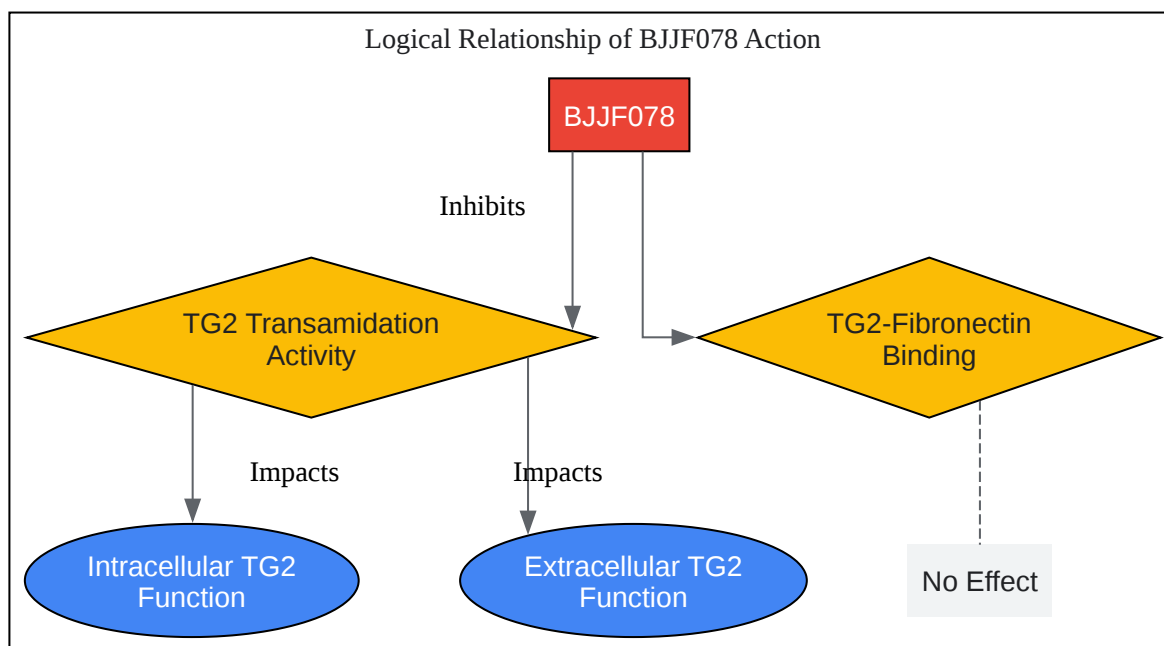 Logical Relationship of BJJF078 Action
BJJF078
Inhibits
TG2 Transamidation
Activity
TG2-Fibronectin
Binding
Impacts
Impacts
Intracellular TG2
Function
Extracellular TG2
Function
No Effect